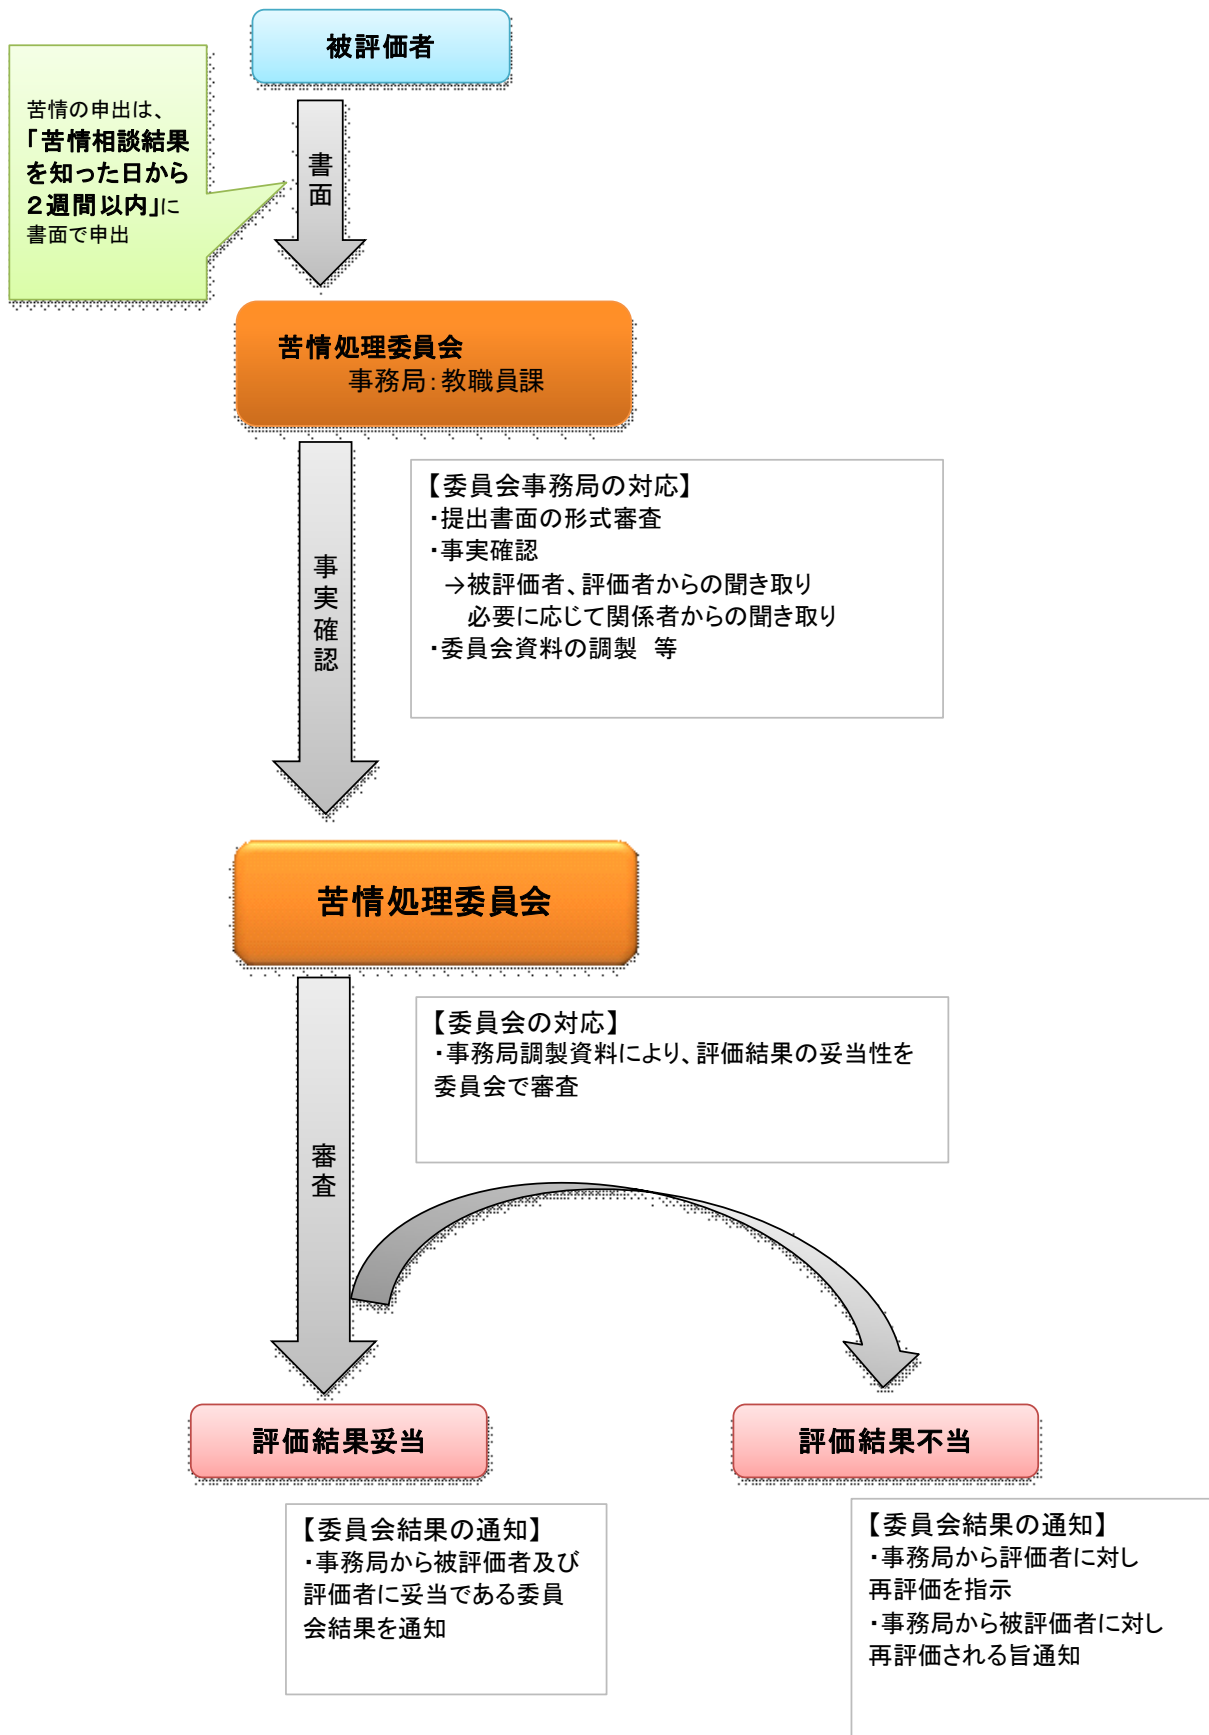 被評価者
苦情の申出は、
「苦情相談結果
を知った日から
２週間以内」に
書面で申出
書面
苦情処理委員会
事務局：教職員課
事実確認
【委員会事務局の対応】
・提出書面の形式審査
・事実確認
→被評価者、評価者からの聞き取り
必要に応じて関係者からの聞き取り
・委員会資料の調製　等
苦情処理委員会
審査
【委員会の対応】
・事務局調製資料により、評価結果の妥当性を
委員会で審査
評価結果妥当
評価結果不当
【委員会結果の通知】
・事務局から被評価者及び
評価者に妥当である委員
会結果を通知
【委員会結果の通知】
・事務局から評価者に対し
再評価を指示
・事務局から被評価者に対し
再評価される旨通知